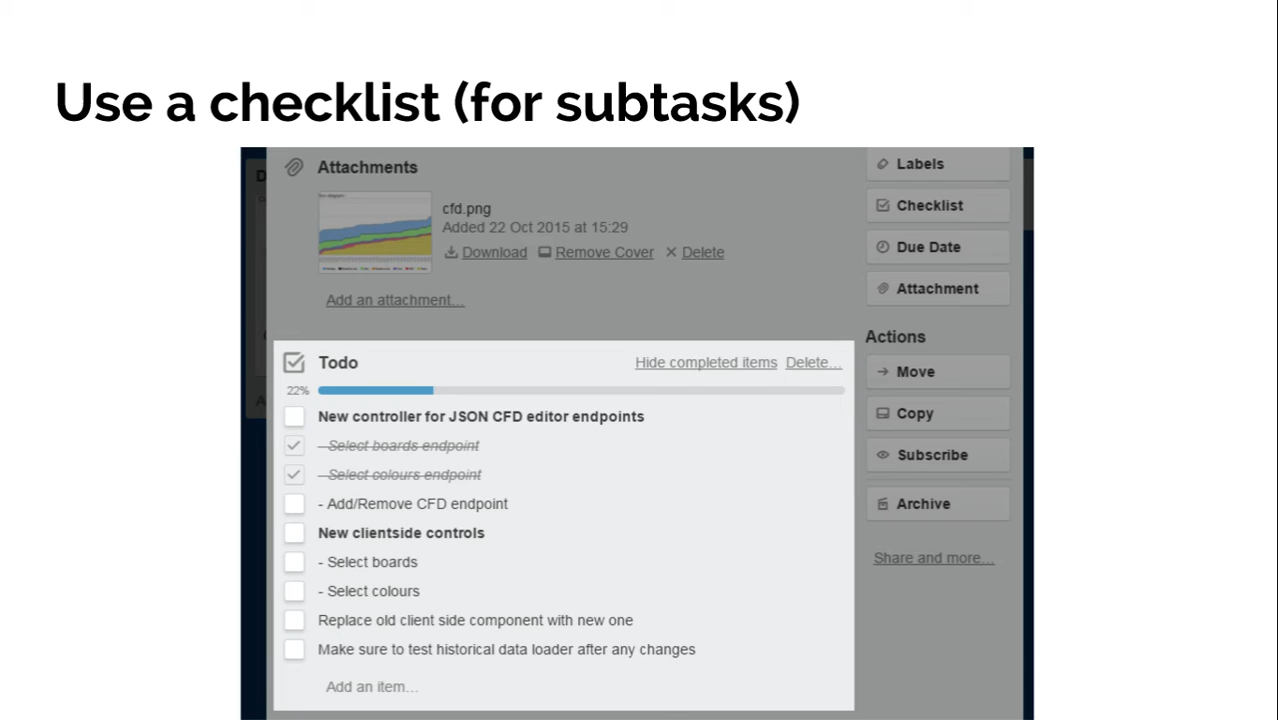 Use a checklist (for subtasks)
Attachments
cfd.png
Added 22 Oct 2015 at 15:29
Download Remove Cover Delete
Add an attachment...
Todo
Hide completed items Delete...
22%
New controller for JSON CFD editor endpoints
- Select boards endpoint
- Select colours endpoint
- Add/Remove CFD endpoint
New clientside controls
- Select boards
- Select colours
Replace old client side component with new one
Make sure to test historical data loader after any changes
Add an item...
Labels
Checklist
Due Date
Attachment
Actions
Move
Copy
Subscribe
Archive
Share and more...